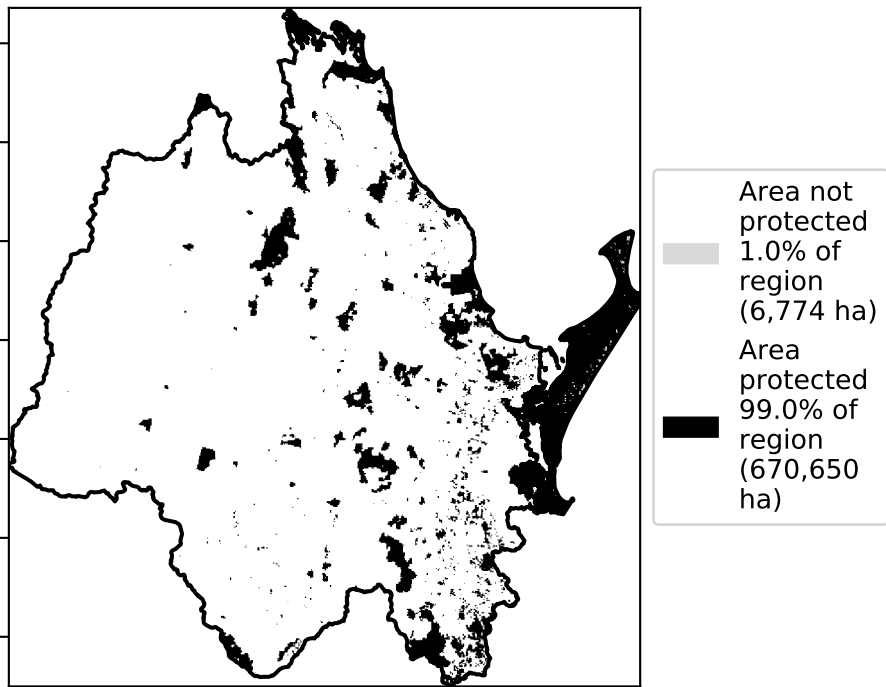 Area not
protected
1.0% of
region
(6,774 ha)
Area
protected
99.0% of
region
(670,650
ha)